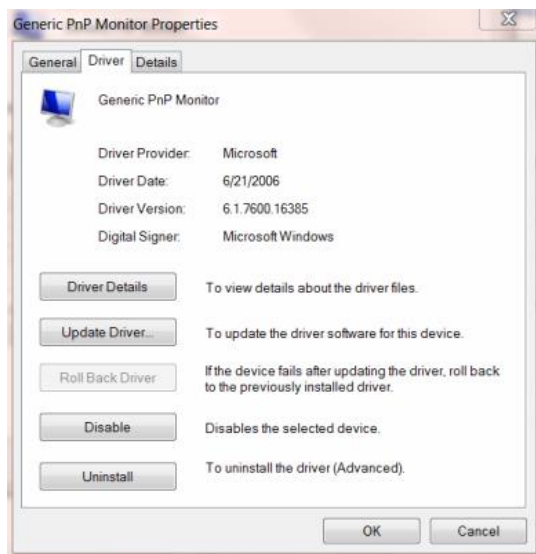 Generic PnP Monitor Properties
General Driver Details
Generic PnP Monitor
Driver Provider: Microsoft
Driver Date: 6/21/2006
Driver Version: 6.1.7600.16385
Digital Signer: Microsoft Windows
Driver Details To view details about the driver files.
Update Driver... To update the driver software for this device.
Roll Back Driver If the device fails after updating the driver, roll back
to the previously installed driver.
Disable Disables the selected device.
Uninstall To uninstall the driver (Advanced).
OK Cancel